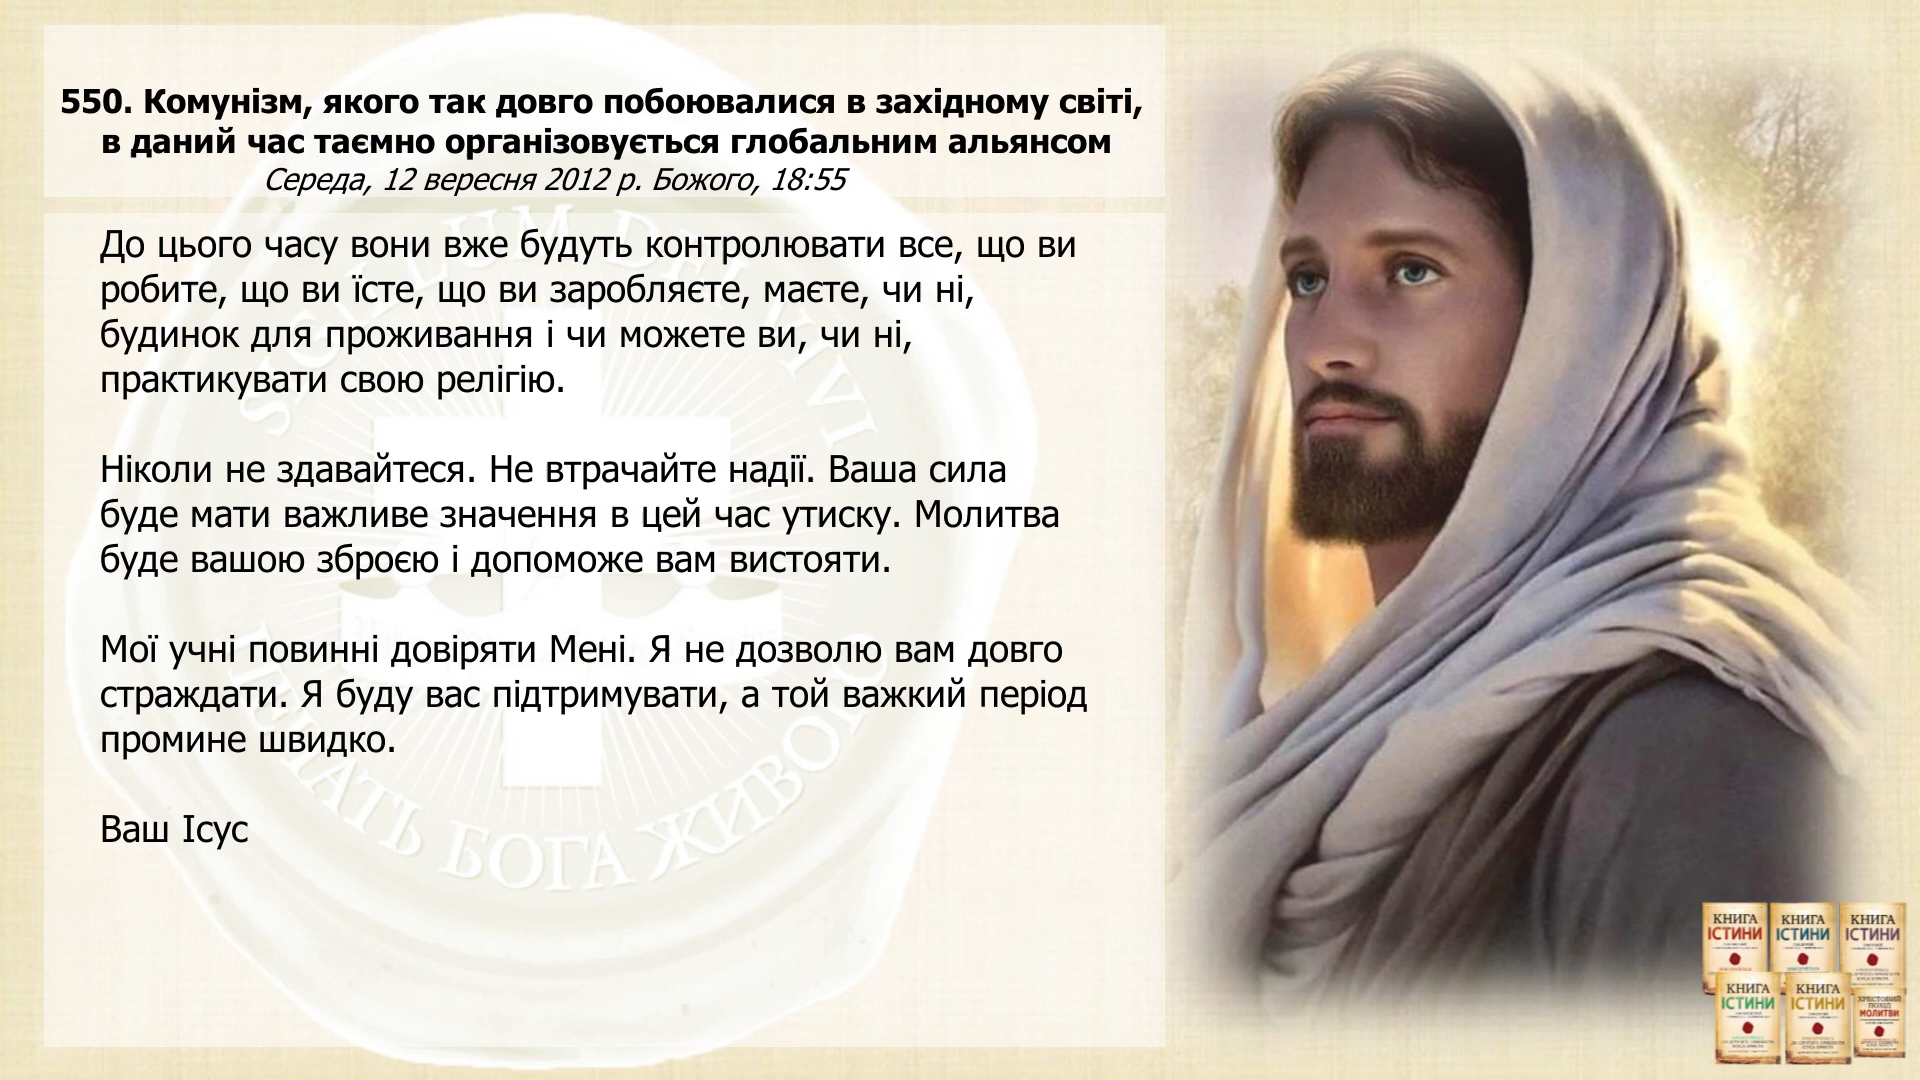 550. Комунізм, якого так довго побоювалися в західному світі,
в даний час таємно організовується глобальним альянсом
Середа, 12 вересня 2012 р. Божого, 18:55
До цього часу вони вже будуть контролювати все, що ви
робите, що ви їсте, що ви заробляєте, маєте, чи ні,
будинок для проживання і чи можете ви, чи ні,
практикувати свою релігію.
Ніколи не здавайтеся. Не втрачайте надії. Ваша сила
буде мати важливе значення в цей час утиску. Молитва
буде вашою зброєю і допоможе вам вистояти.
Мої учні повинні довіряти Мені. Я не дозволю вам довго
страждати. Я буду вас підтримувати, а той важкий період
промине швидко.
Ваш Ісус
БОГА ЖИВОГО
КНИГА
ІСТИНИ
КНИГА
ІСТИНИ
КНИГА
ІСТИНИ
КНИГА
ІСТИНИ
КНИГА
ІСТИНИ
ХРЕСТОВИЙ
ПОХІД
МОЛИТВИ